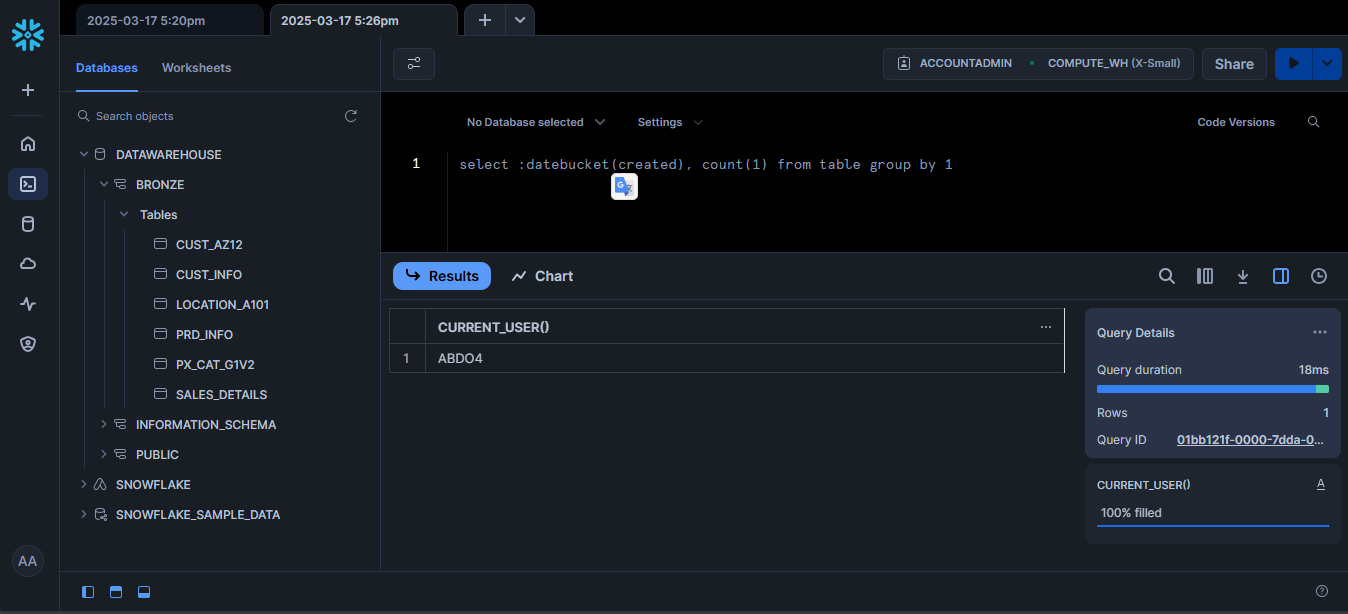 2025-03-17 5:20pm
2025-03-17 5:26pm
Databases
Worksheets
ACCOUNTADMIN
COMPUTE_WH (X-Small)
Share
Search objects
No Database selected
Settings
Code Versions
1
select :datebucket(created), count(1) from table group by 1
DATAWAREHOUSE
BRONZE
Tables
CUST_AZ12
CUST_INFO
LOCATION_A101
PRD_INFO
PX_CAT_G1V2
SALES_DETAILS
INFORMATION_SCHEMA
PUBLIC
SNOWFLAKE
SNOWFLAKE_SAMPLE_DATA
AA
Results
Chart
CURRENT_USER()
1 ABDO4
Query Details
Query duration 18ms
Rows 1
Query ID 01bb121f-0000-7dda-0...
CURRENT_USER() A
100% filled